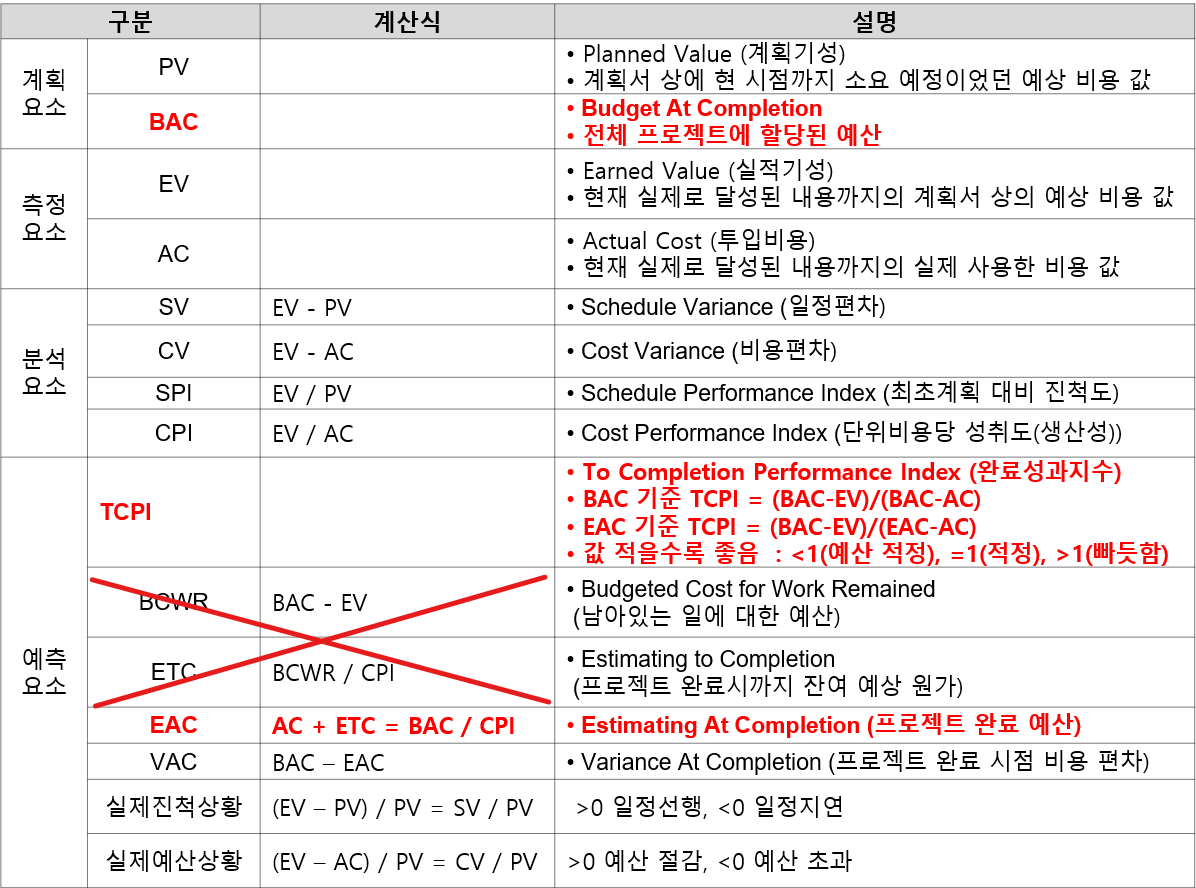 구분 계산식 설명
계획
요소
PV
• Planned Value (계획기성)
• 계획서 상에 현 시점까지 소요 예정이었던 예상 비용 값
BAC
• Budget At Completion
• 전체 프로젝트에 할당된 예산
측정
요소
EV
• Earned Value (실적기성)
• 현재 실제로 달성된 내용까지의 계획서 상의 예상 비용 값
AC
• Actual Cost (투입비용)
• 현재 실제로 달성된 내용까지의 실제 사용한 비용 값
분석
요소
SV EV - PV • Schedule Variance (일정편차)
CV EV - AC • Cost Variance (비용편차)
SPI EV / PV • Schedule Performance Index (최초계획 대비 진척도)
CPI EV / AC • Cost Performance Index (단위비용당 성취도(생산성))
예측
요소
TCPI
• To Completion Performance Index (완료성과지수)
• BAC 기준 TCPI = (BAC-EV)/(BAC-AC)
• EAC 기준 TCPI = (BAC-EV)/(EAC-AC)
• 값 적을수록 좋음 : <1(예산 적정), =1(적정), >1(빠듯함)
BCWR BAC - EV
• Budgeted Cost for Work Remained
(남아있는 일에 대한 예산)
ETC BCWR / CPI
• Estimating to Completion
(프로젝트 완료시까지 잔여 예상 원가)
EAC AC + ETC = BAC / CPI • Estimating At Completion (프로젝트 완료 예산)
VAC BAC – EAC • Variance At Completion (프로젝트 완료 시점 비용 편차)
실제진척상황 (EV – PV) / PV = SV / PV >0 일정선행, <0 일정지연
실제예산상황 (EV – AC) / PV = CV / PV >0 예산 절감, <0 예산 초과